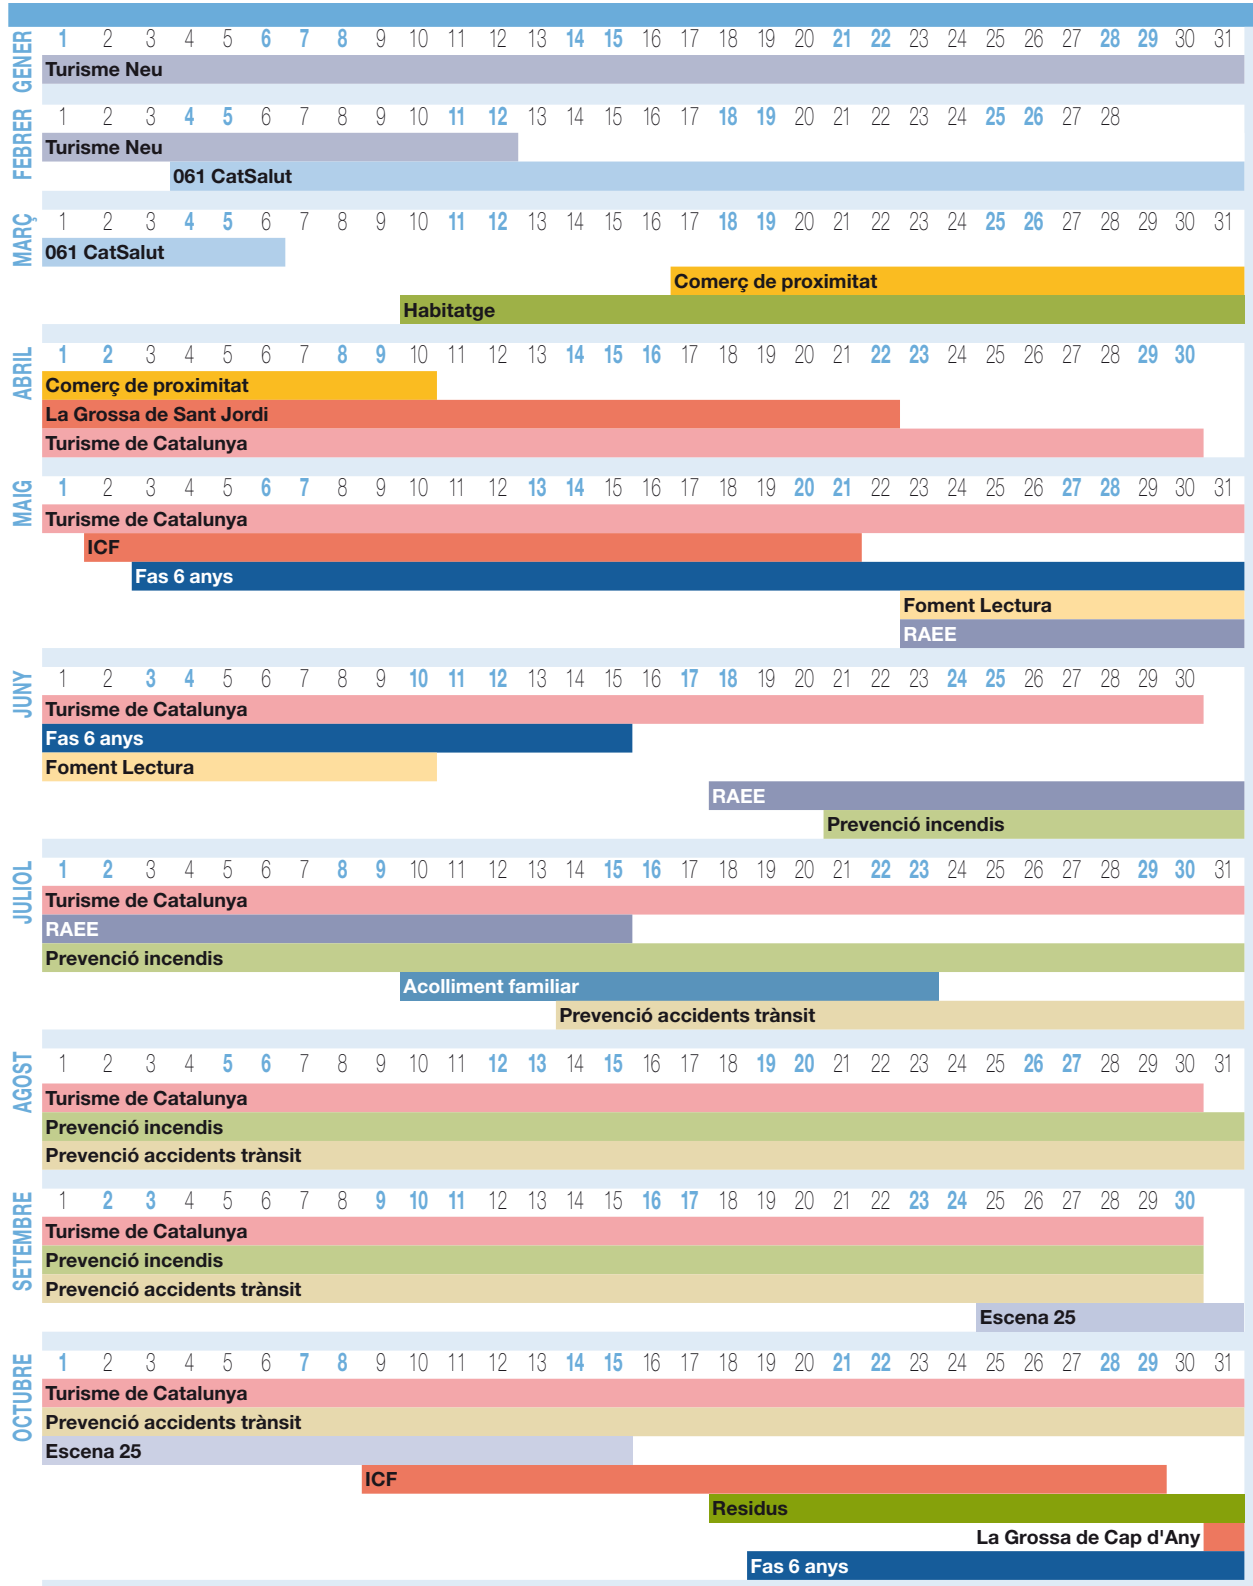 GENER
1 2 3 4 5 6 7 8 9 10 11 12 13 14 15 16 17 18 19 20 21 22 23 24 25 26 27 28 29 30 31
Turisme Neu
FEBRER
1 2 3 4 5 6 7 8 9 10 11 12 13 14 15 16 17 18 19 20 21 22 23 24 25 26 27 28
Turisme Neu
061 CatSalut
MARÇ
1 2 3 4 5 6 7 8 9 10 11 12 13 14 15 16 17 18 19 20 21 22 23 24 25 26 27 28 29 30 31
061 CatSalut
Comerç de proximitat
Habitatge
ABRIL
1 2 3 4 5 6 7 8 9 10 11 12 13 14 15 16 17 18 19 20 21 22 23 24 25 26 27 28 29 30
Comerç de proximitat
La Grossa de Sant Jordi
Turisme de Catalunya
MAIG
1 2 3 4 5 6 7 8 9 10 11 12 13 14 15 16 17 18 19 20 21 22 23 24 25 26 27 28 29 30 31
Turisme de Catalunya
ICF
Fas 6 anys
Foment Lectura
RAEE
JUNY
1 2 3 4 5 6 7 8 9 10 11 12 13 14 15 16 17 18 19 20 21 22 23 24 25 26 27 28 29 30
Turisme de Catalunya
Fas 6 anys
Foment Lectura
RAEE
Prevenció incendis
JULIOL
1 2 3 4 5 6 7 8 9 10 11 12 13 14 15 16 17 18 19 20 21 22 23 24 25 26 27 28 29 30 31
Turisme de Catalunya
RAEE
Prevenció incendis
Acolliment familiar
Prevenció accidents trànsit
AGOST
1 2 3 4 5 6 7 8 9 10 11 12 13 14 15 16 17 18 19 20 21 22 23 24 25 26 27 28 29 30 31
Turisme de Catalunya
Prevenció incendis
Prevenció accidents trànsit
SETEMBRE
1 2 3 4 5 6 7 8 9 10 11 12 13 14 15 16 17 18 19 20 21 22 23 24 25 26 27 28 29 30
Turisme de Catalunya
Prevenció incendis
Prevenció accidents trànsit
Escena 25
OCTUBRE
1 2 3 4 5 6 7 8 9 10 11 12 13 14 15 16 17 18 19 20 21 22 23 24 25 26 27 28 29 30 31
Turisme de Catalunya
Prevenció accidents trànsit
Escena 25
ICF
Residus
La Grossa de Cap d'Any
Fas 6 anys